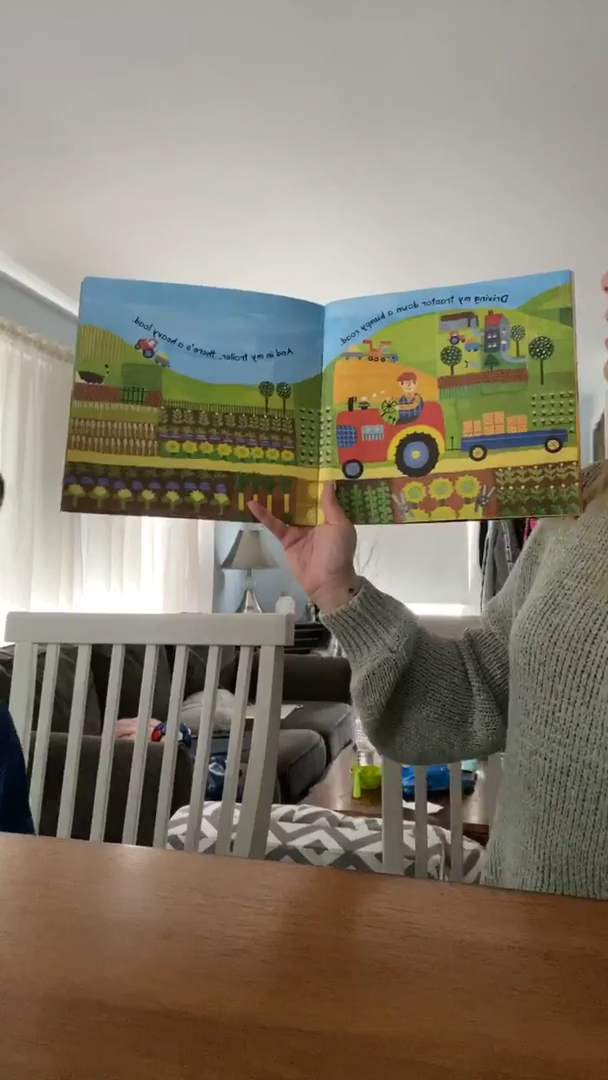 Driving my tractor down a bumpy road.
And in my trailer...there's a heavy load.